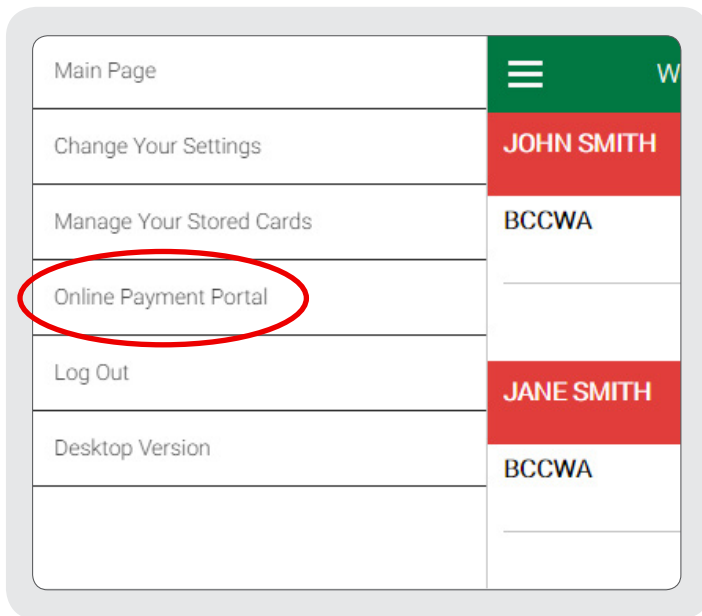 Main Page
Change Your Settings
Manage Your Stored Cards
Online Payment Portal
Log Out
Desktop Version
W
JOHN SMITH
BCCWA
JANE SMITH
BCCWA